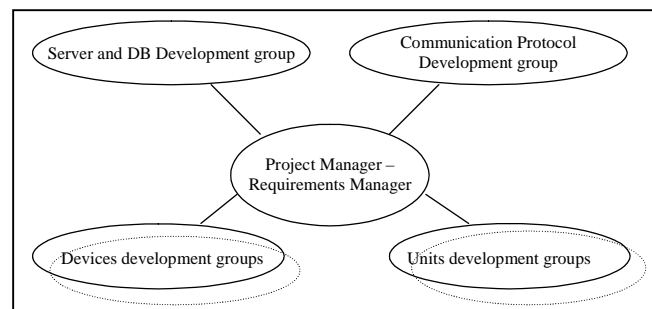 Server and DB Development group
Communication Protocol
Development group
Project Manager –
Requirements Manager
Devices development groups
Units development groups